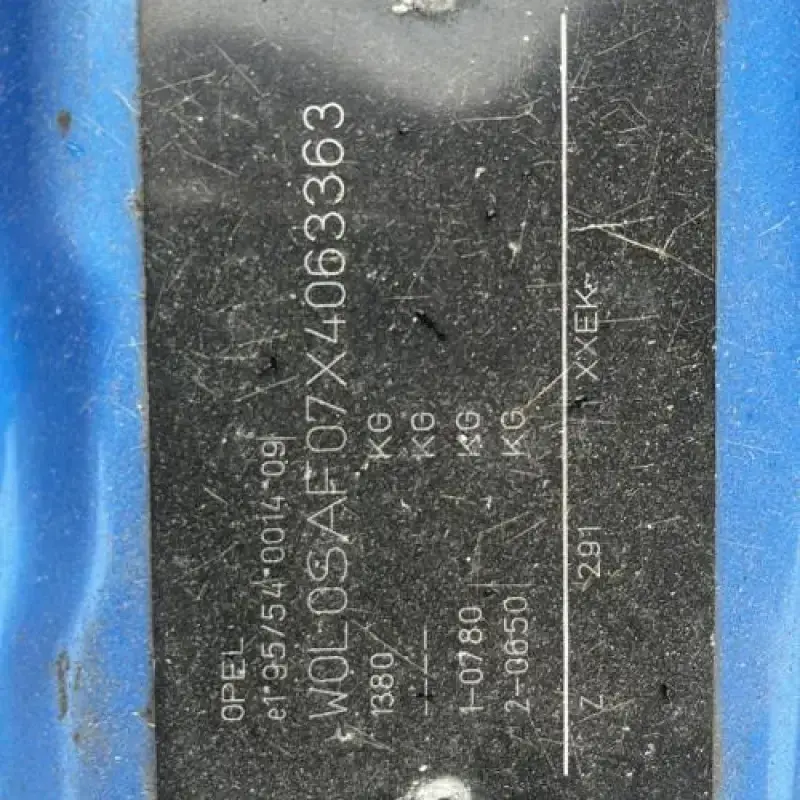 OPEL
e1*95/54*0014*09
W0L0SAF07X4063363
1380 KG
---- KG
1-0780 KG
2-0650 KG
Z 291 XXEK